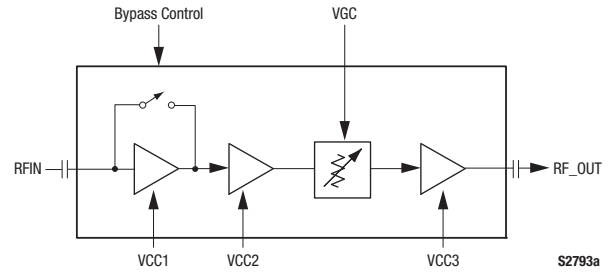 Bypass Control
VGC
RFIN
RF_OUT
VCC1
VCC2
VCC3
S2793a